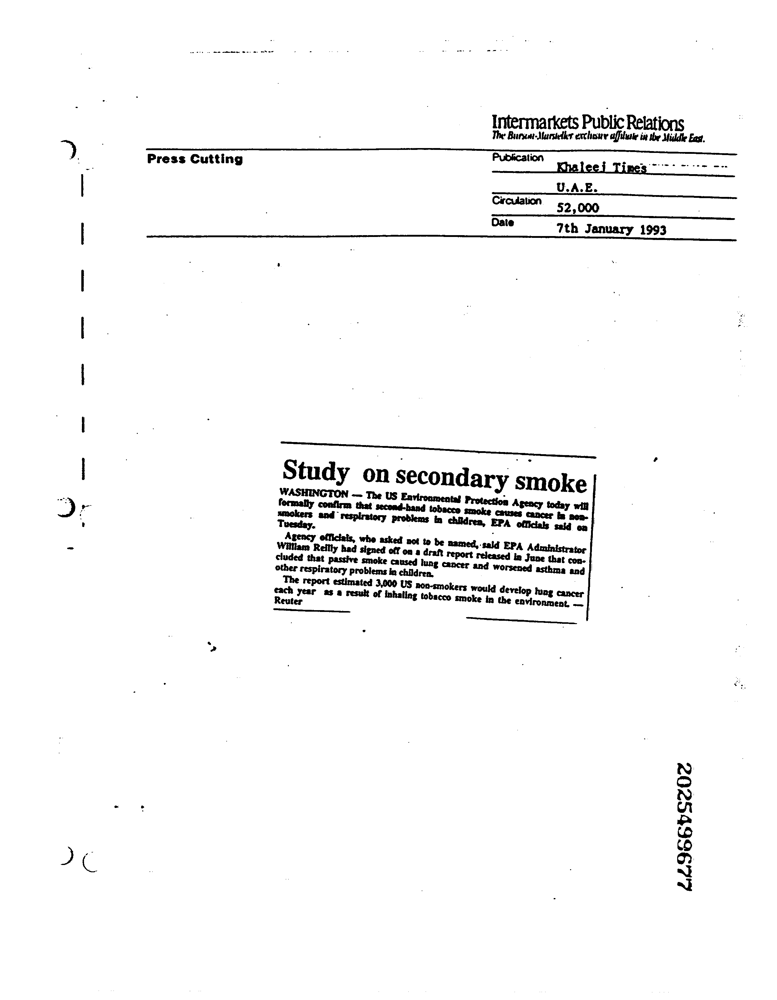 Intermarkets Public Relations
The Burson-Marsteller exclusive affiliate in the Middle East.
Press Cutting
Publication Khaleej Times
U.A.E.
Circulation 52,000
Date 7th January 1993
Study on secondary smoke
WASHINGTON — The US Environmental Protection Agency today will
formally confirm that second-hand tobacco smoke causes cancer in non-
smokers and respiratory problems in children, EPA officials said on
Tuesday.
Agency officials, who asked not to be named, said EPA Administrator
William Reilly had signed off on a draft report released in June that con-
cluded that passive smoke caused lung cancer and worsened asthma and
other respiratory problems in children.
The report estimated 3,000 US non-smokers would develop lung cancer
each year as a result of inhaling tobacco smoke in the environment. —
Reuter
2025499677